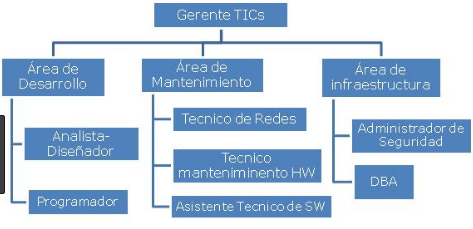 Gerente TICs
Área de
Desarrollo
Área de
Mantenimiento
Área de
infraestructura
Analista-
Diseñador
Programador
Tecnico de Redes
Tecnico
manteniminento HW
Asistente Tecnico de SW
Administrador de
Seguridad
DBA